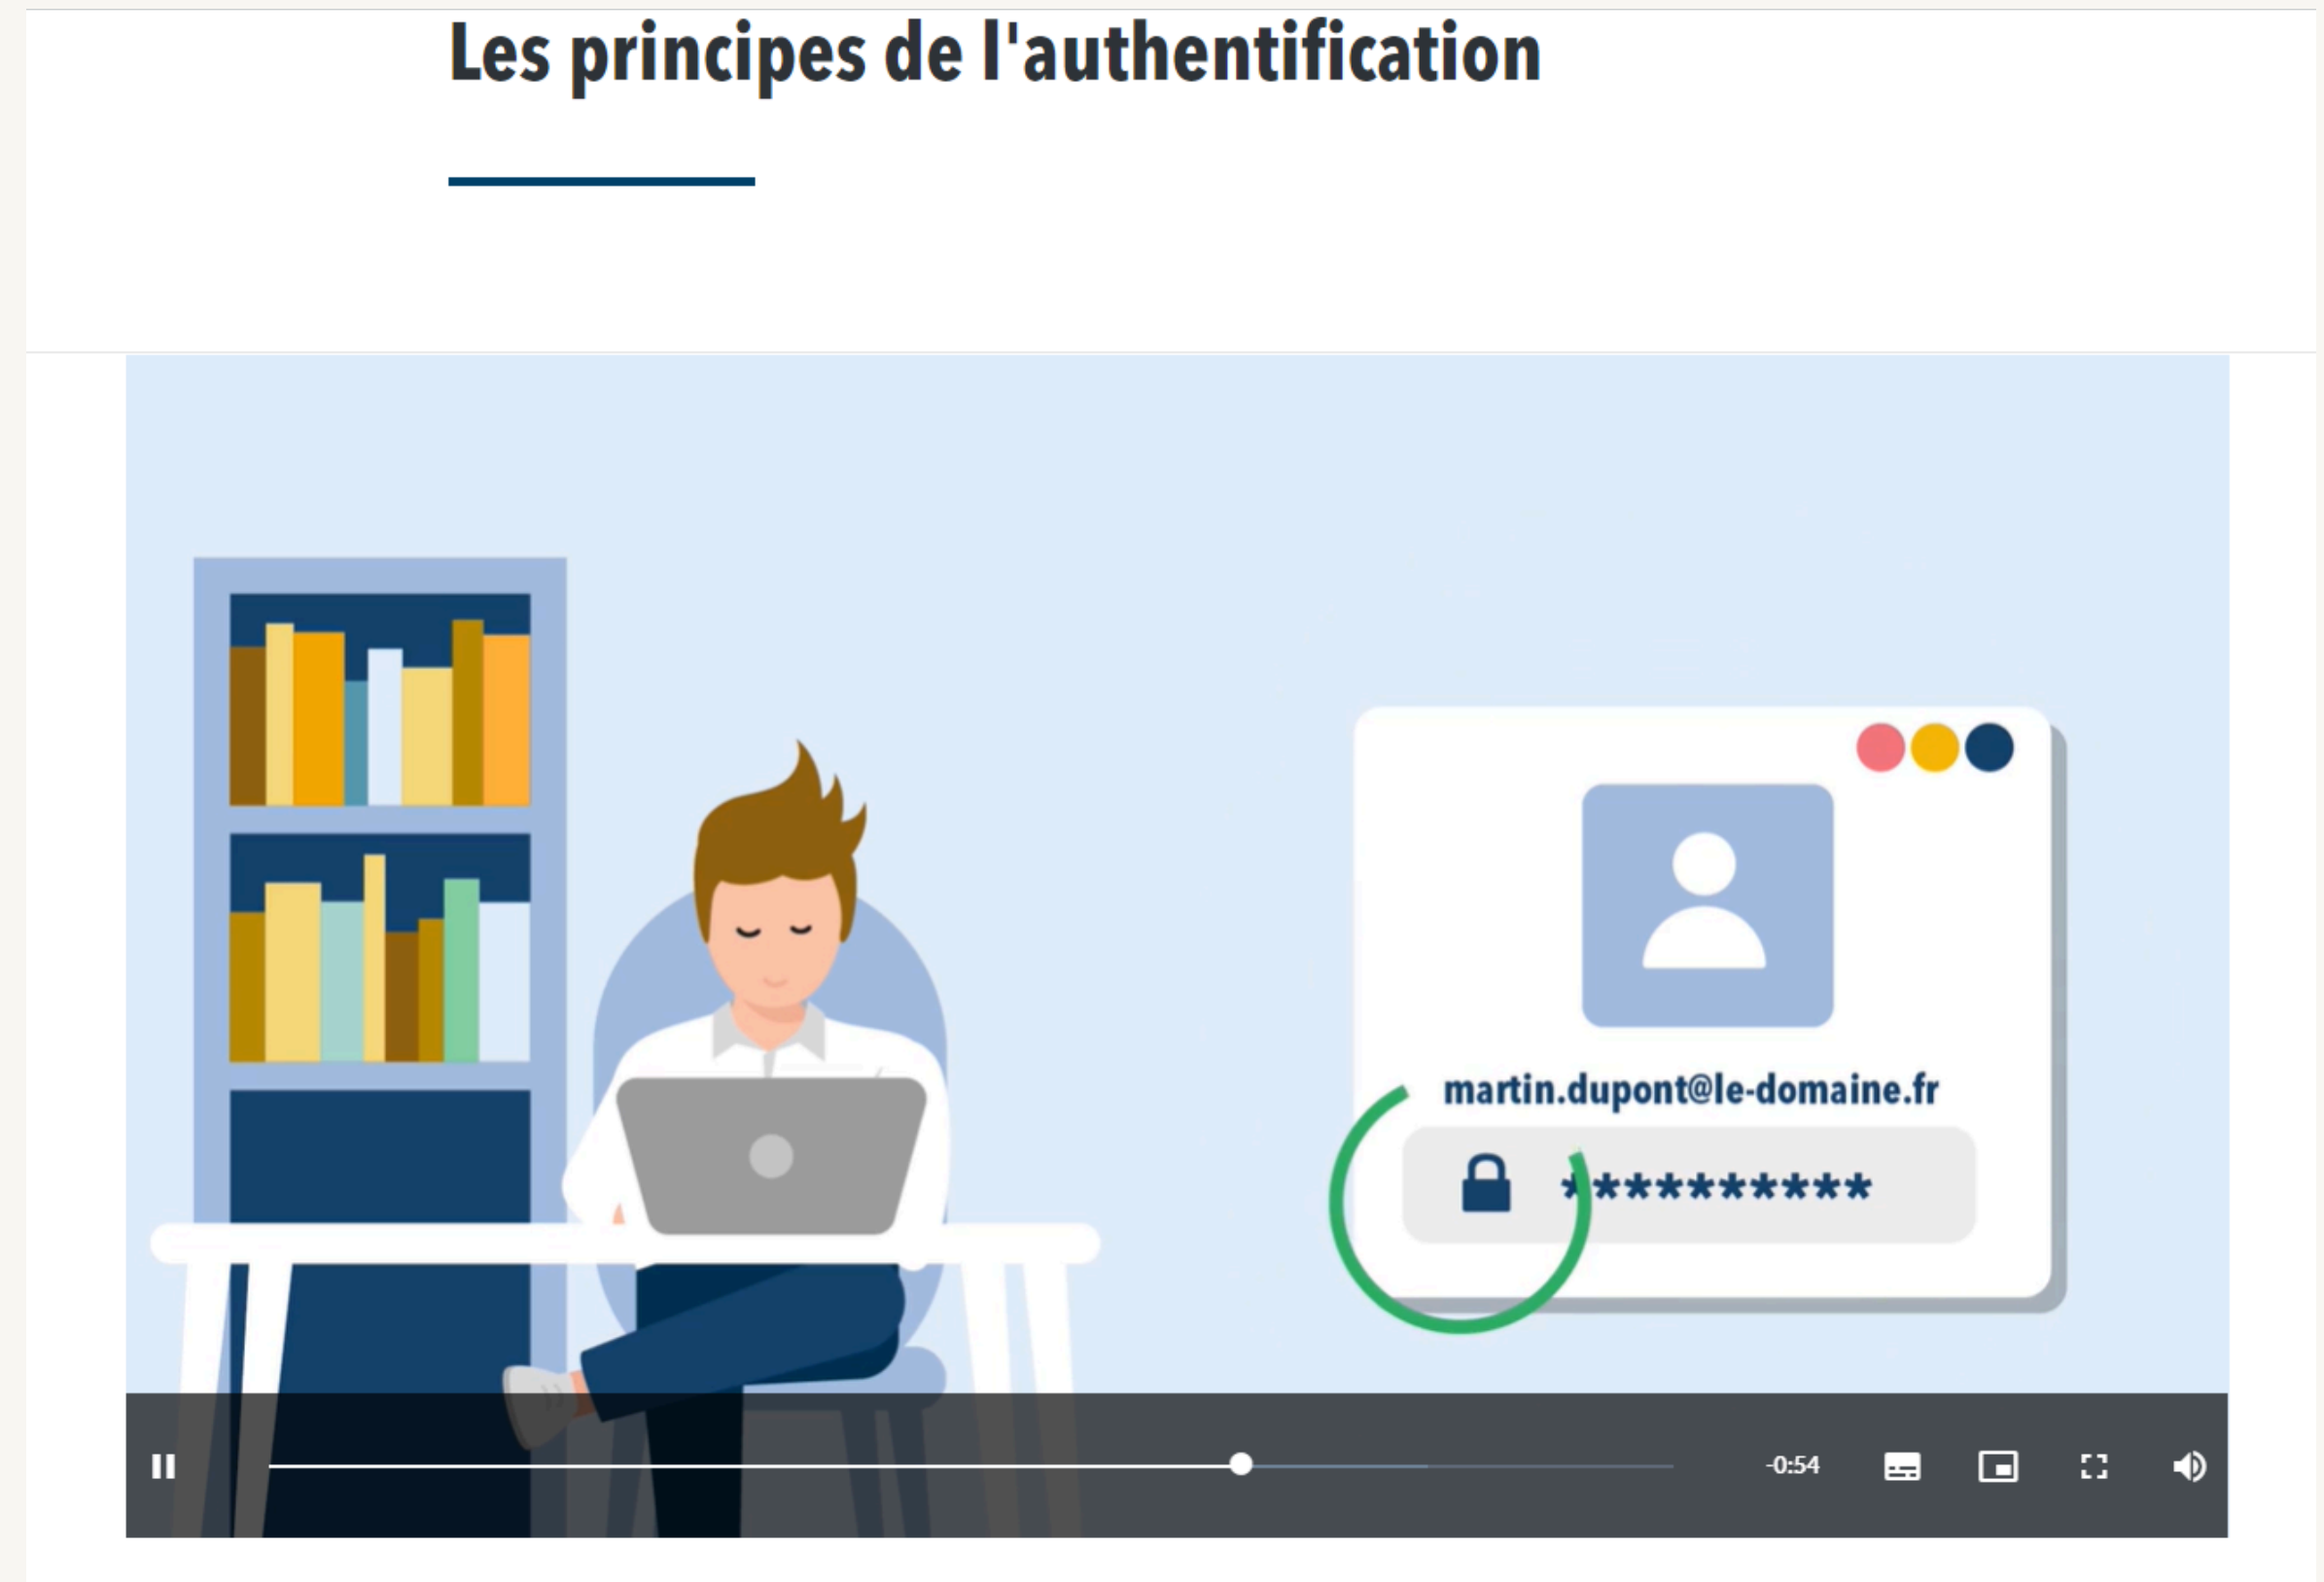 Les principes de l'authentification
martin.dupont@le-domaine.fr
**********
-0:54